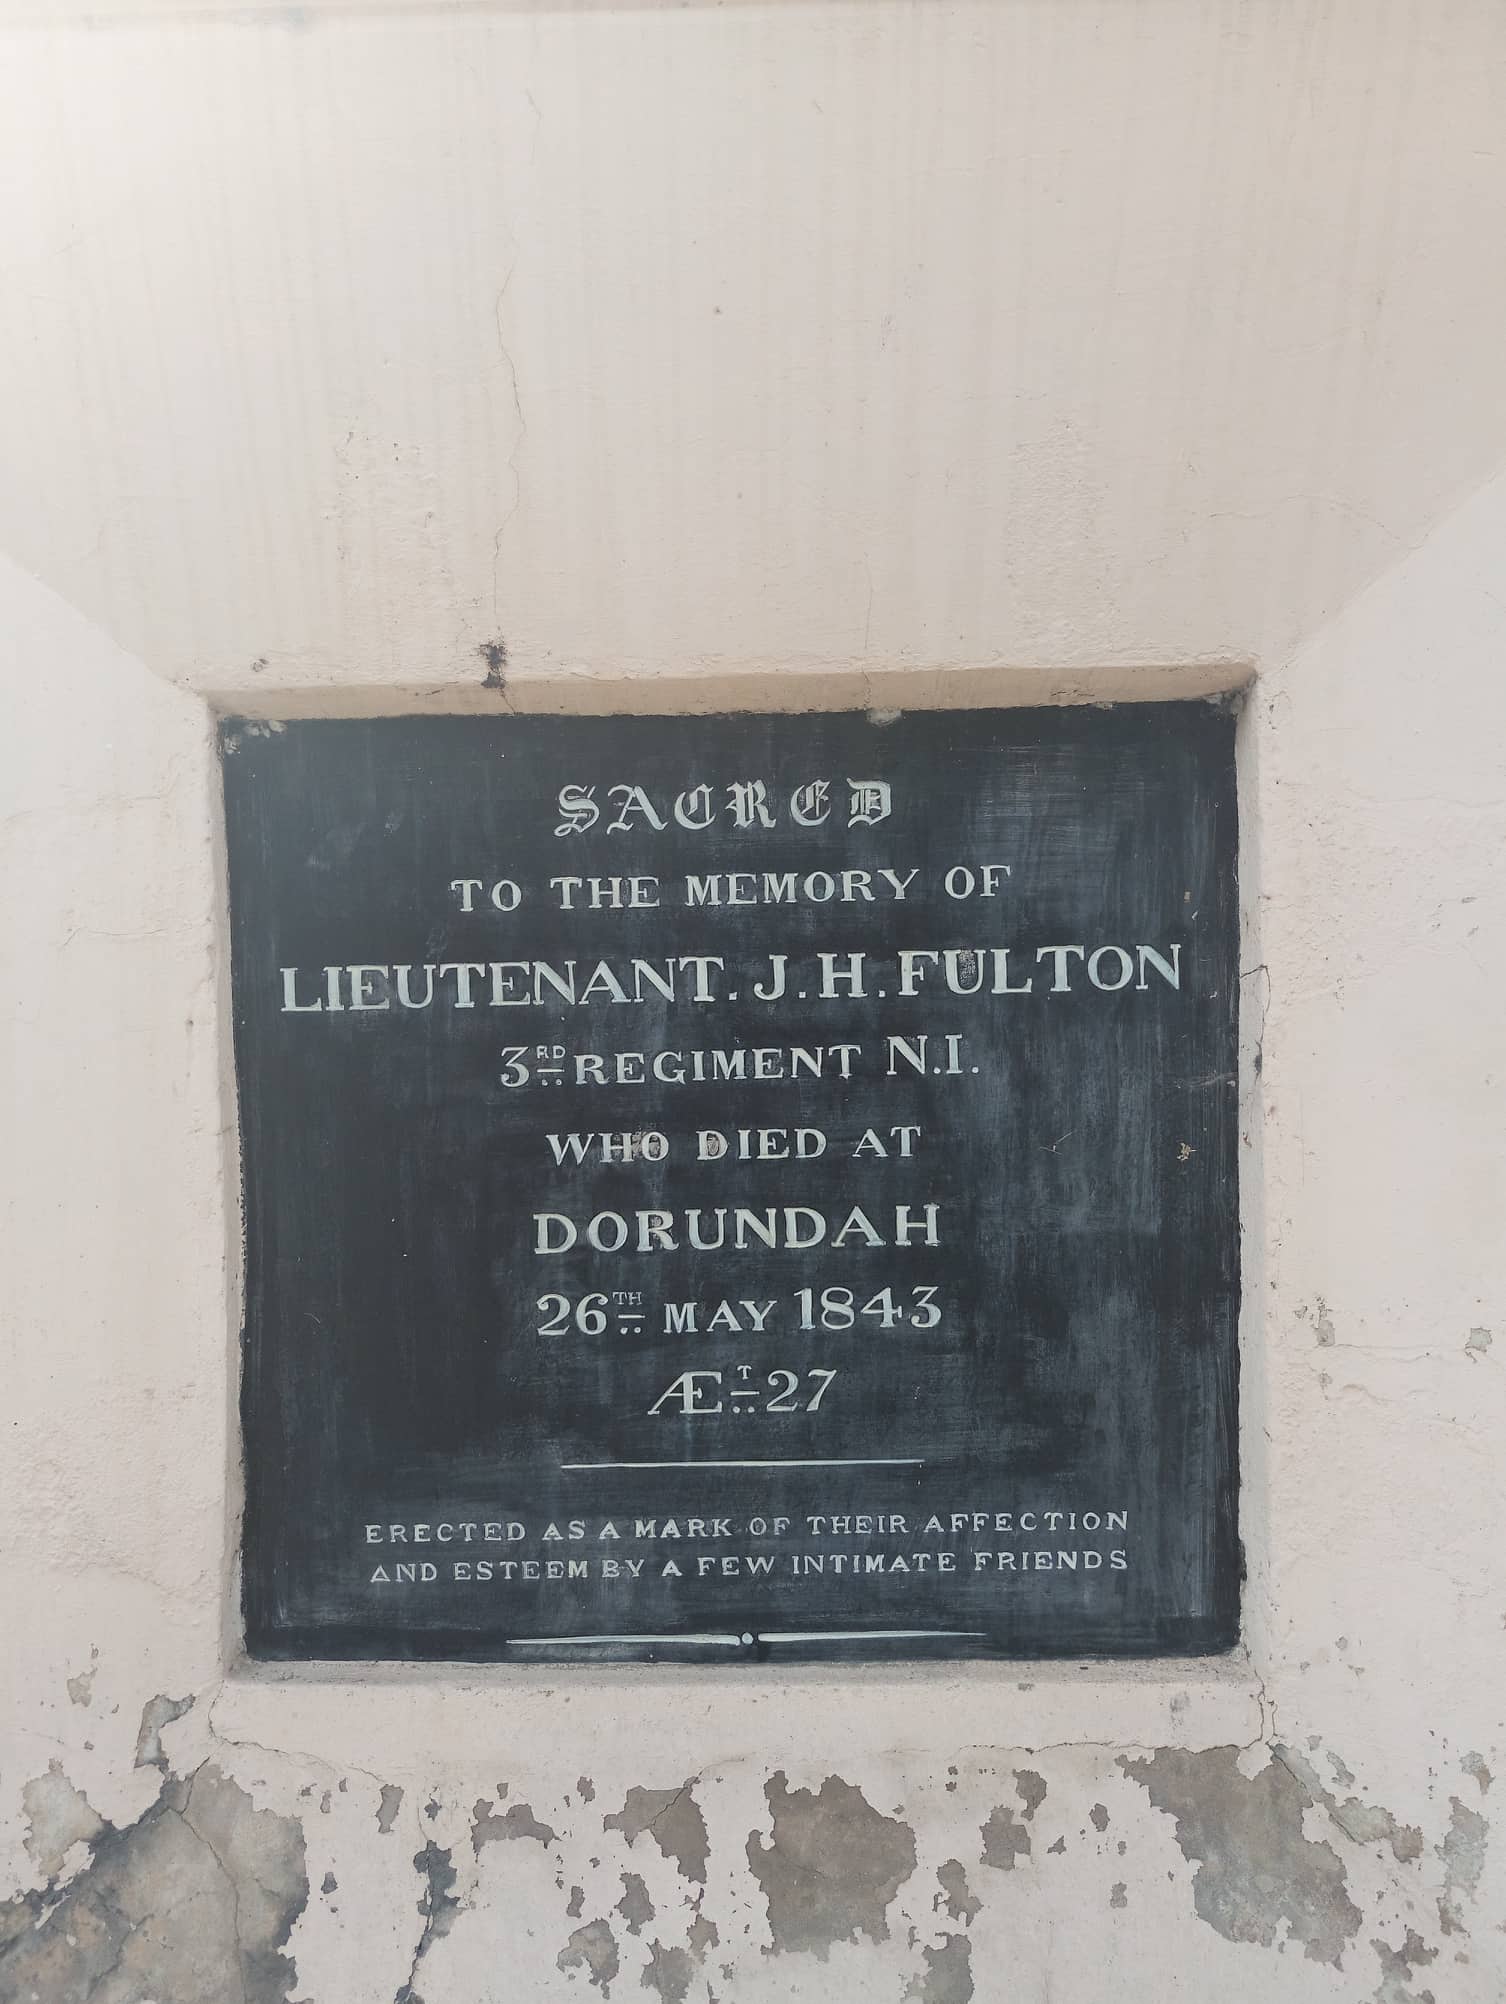 SACRED
TO THE MEMORY OF
LIEUTENANT. J. H. FULTON
3RD REGIMENT N.I.
WHO DIED AT
DORUNDAH
26TH MAY 1843
ÆT 27
ERECTED AS A MARK OF THEIR AFFECTION
AND ESTEEM BY A FEW INTIMATE FRIENDS